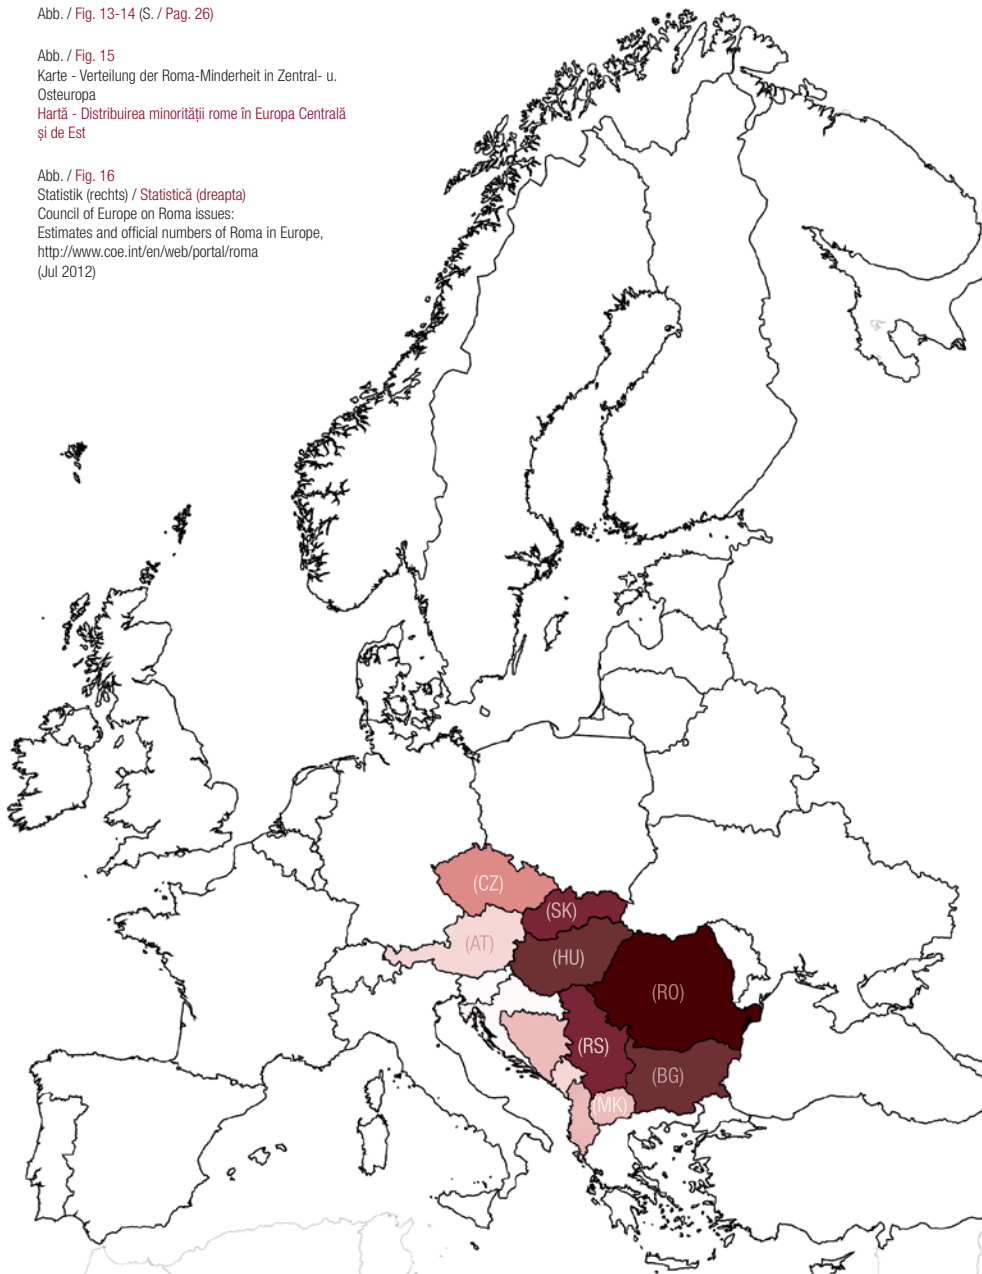 Abb. / Fig. 13-14 (S. / Pag. 26)
Abb. / Fig. 15
Karte - Verteilung der Roma-Minderheit in Zentral- u.
Osteuropa
Hartă - Distribuirea minorității rome în Europa Centrală
și de Est
Abb. / Fig. 16
Statistik (rechts) / Statistică (dreapta)
Council of Europe on Roma issues:
Estimates and official numbers of Roma in Europe,
http://www.coe.int/en/web/portal/roma
(Jul 2012)
(CZ)
(SK)
(AT)
(HU)
(RO)
(RS)
(BG)
(MK)